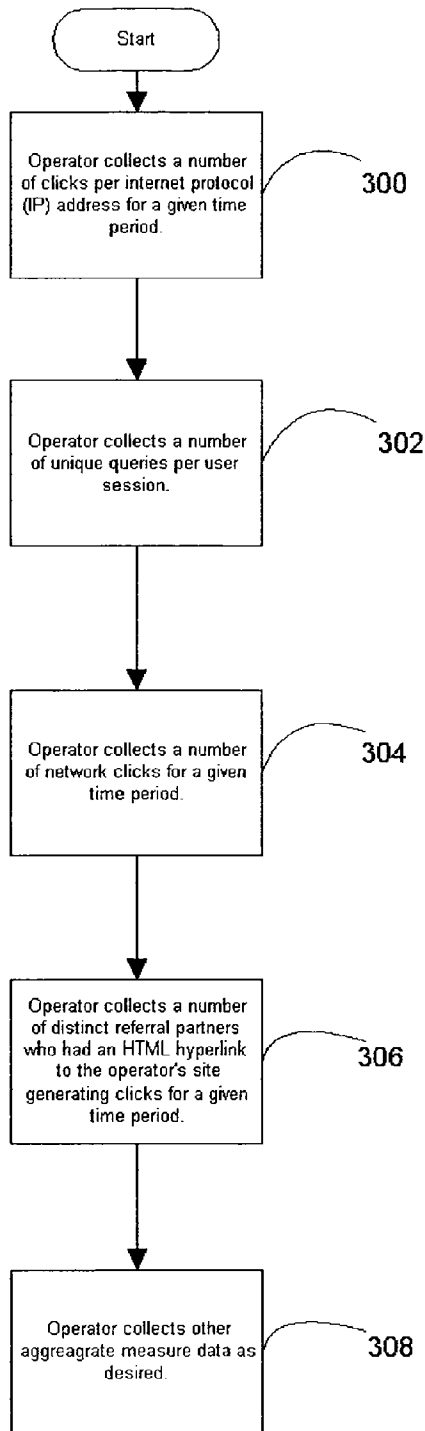 Start
Operator collects a number
of clicks per internet protocol
(IP) address for a given time
period.
300
Operator collects a number
of unique queries per user
session.
302
Operator collects a number
of network clicks for a given
time period.
304
Operator collects a number
of distinct referral partners
who had an HTML hyperlink
to the operator's site
generating clicks for a given
time period.
306
Operator collects other
aggreagrate measure data as
desired.
308